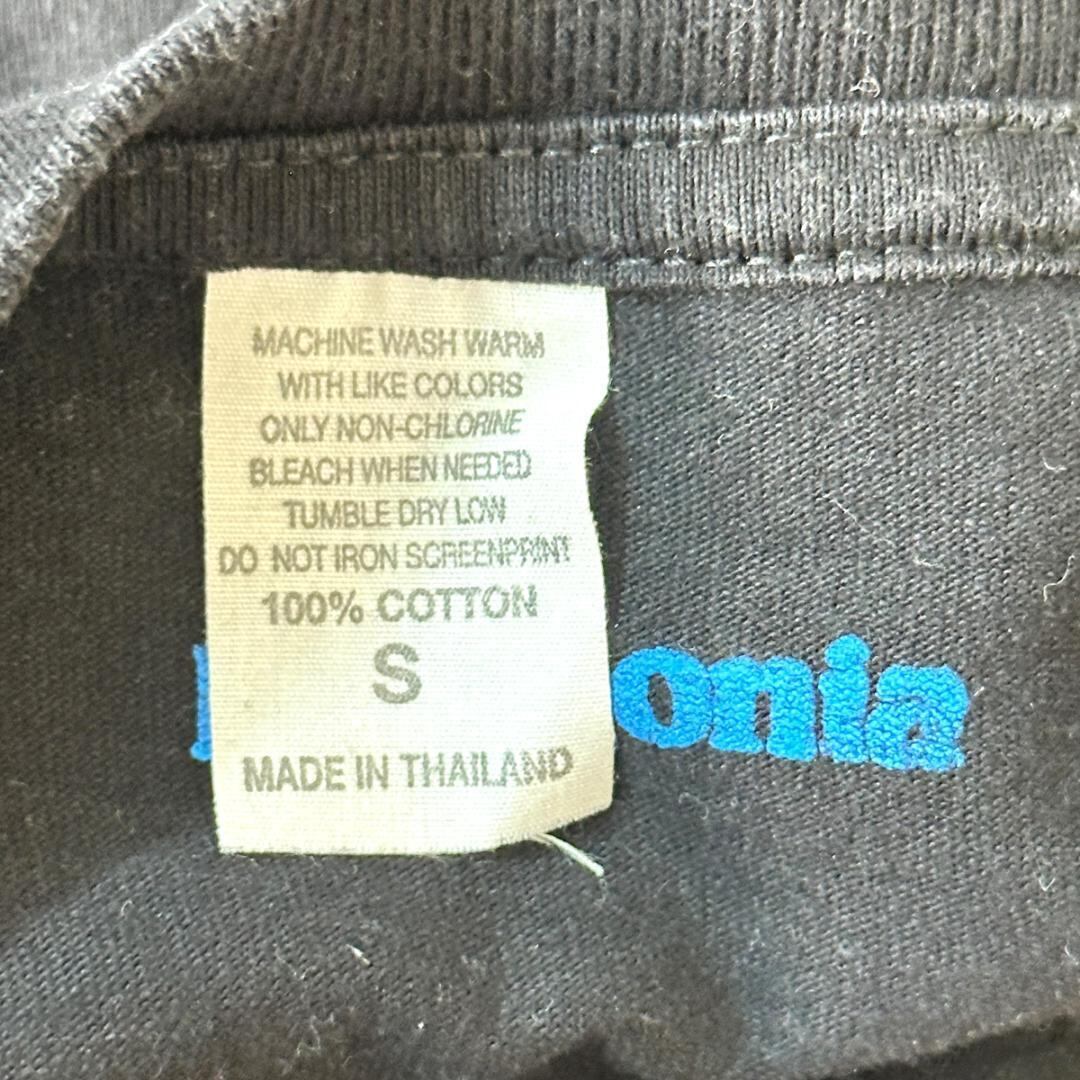 MACHINE WASH WARM
WITH LIKE COLORS
ONLY NON-CHLORINE
BLEACH WHEN NEEDED
TUMBLE DRY LOW
DO NOT IRON SCREENPRINT
100% COTTON
S
MADE IN THAILAND